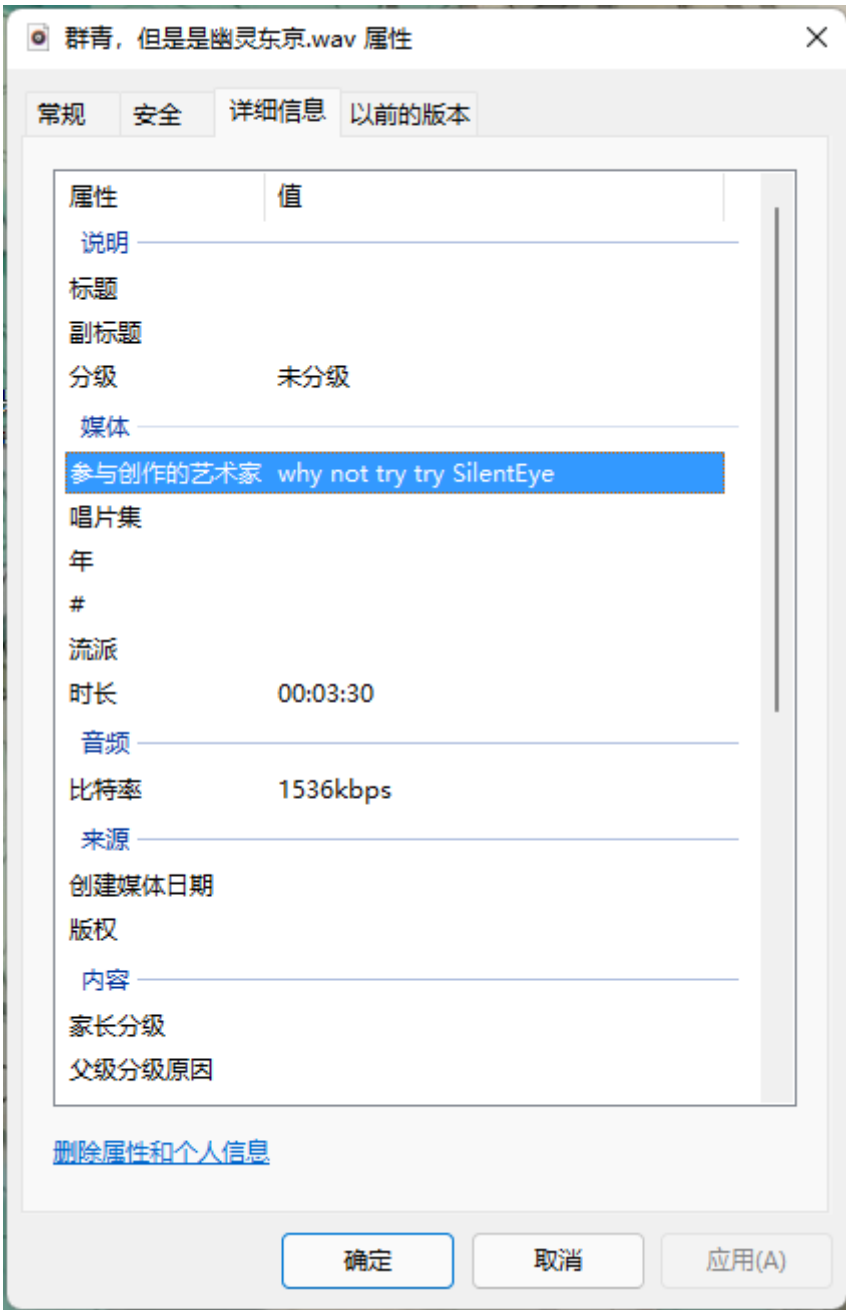 群青，但是是幽灵东京.wav 属性
常规 安全 详细信息 以前的版本
属性 值
说明
标题
副标题
分级 未分级
媒体
参与创作的艺术家 why not try try SilentEye
唱片集
年
#
流派
时长 00:03:30
音频
比特率 1536kbps
来源
创建媒体日期
版权
内容
家长分级
父级分级原因
删除属性和个人信息
确定 取消 应用(A)